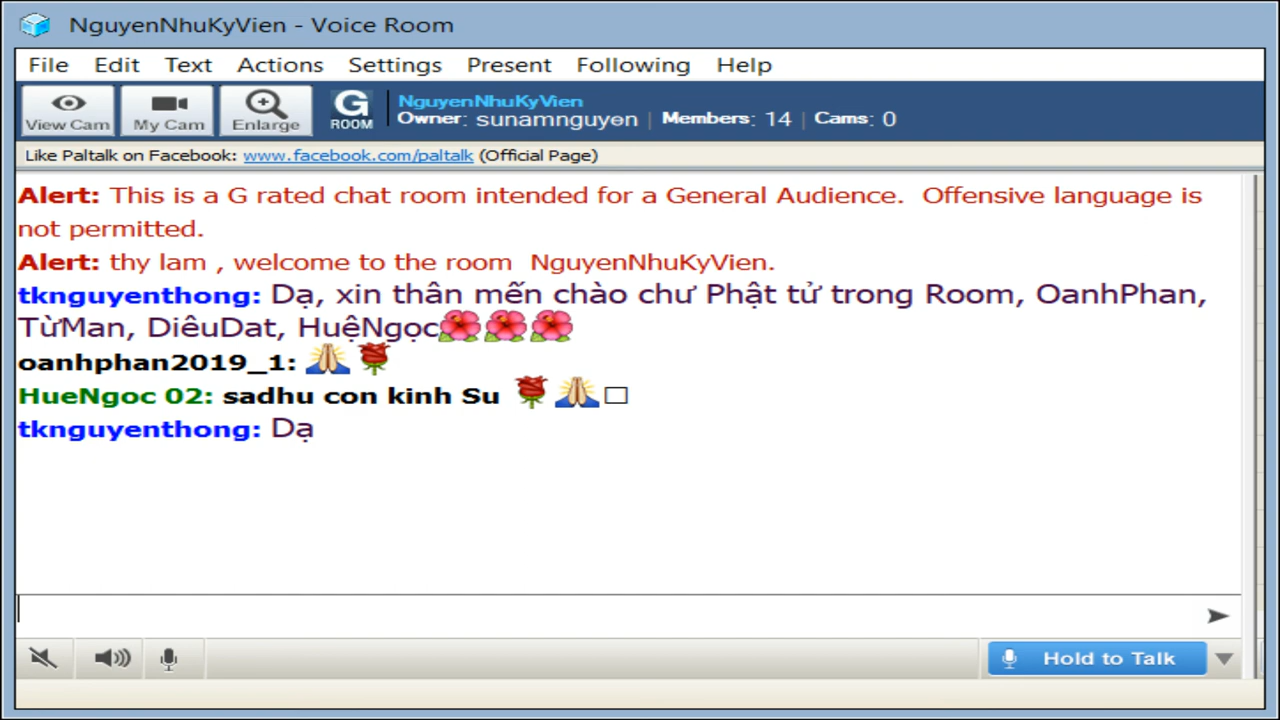 NguyenNhuKyVien - Voice Room
File Edit Text Actions Settings Present Following Help
View Cam My Cam Enlarge G ROOM NguyenNhuKyVien
Owner: sunamnguyen | Members: 14 | Cams: 0
Like Paltalk on Facebook: www.facebook.com/paltalk (Official Page)
Alert: This is a G rated chat room intended for a General Audience. Offensive language is
not permitted.
Alert: thy lam , welcome to the room NguyenNhuKyVien.
tknguyenthong: Dạ, xin thân mến chào chư Phật tử trong Room, OanhPhan,
TừMan, DiêuDat, HuệNgọc🌺🌺🌺
oanhphan2019_1: 🙏🌹
HueNgoc 02: sadhu con kinh Su 🌹🙏□
tknguyenthong: Dạ
Hold to Talk